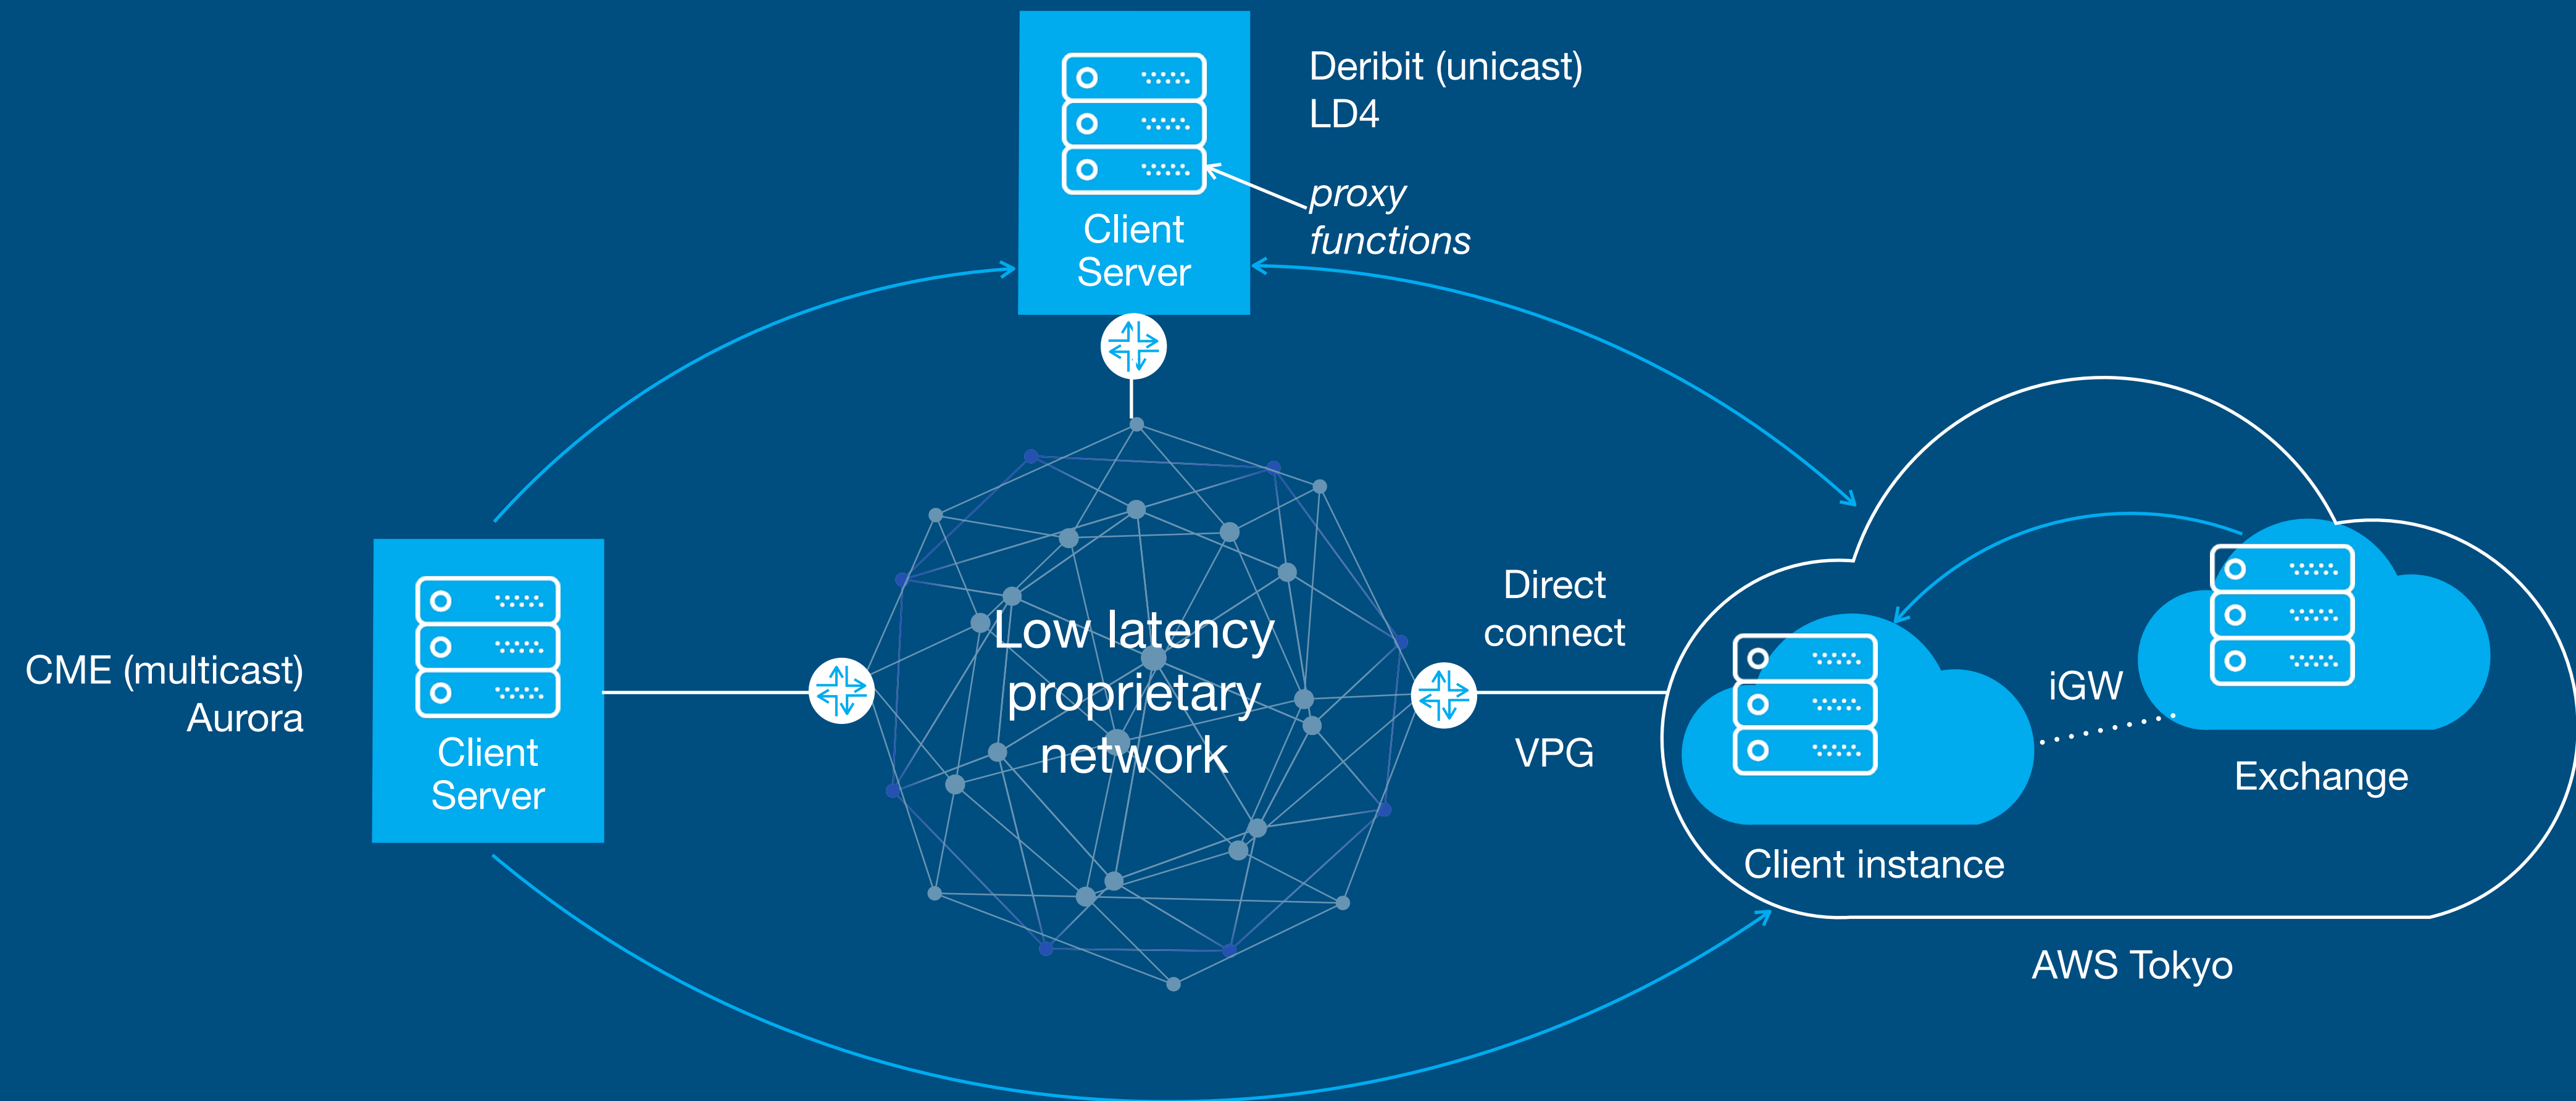 Deribit (unicast)
LD4
proxy
functions
Client
Server
CME (multicast)
Aurora
Client
Server
Low latency
proprietary
network
Direct
connect
VPG
iGW
Exchange
Client instance
AWS Tokyo